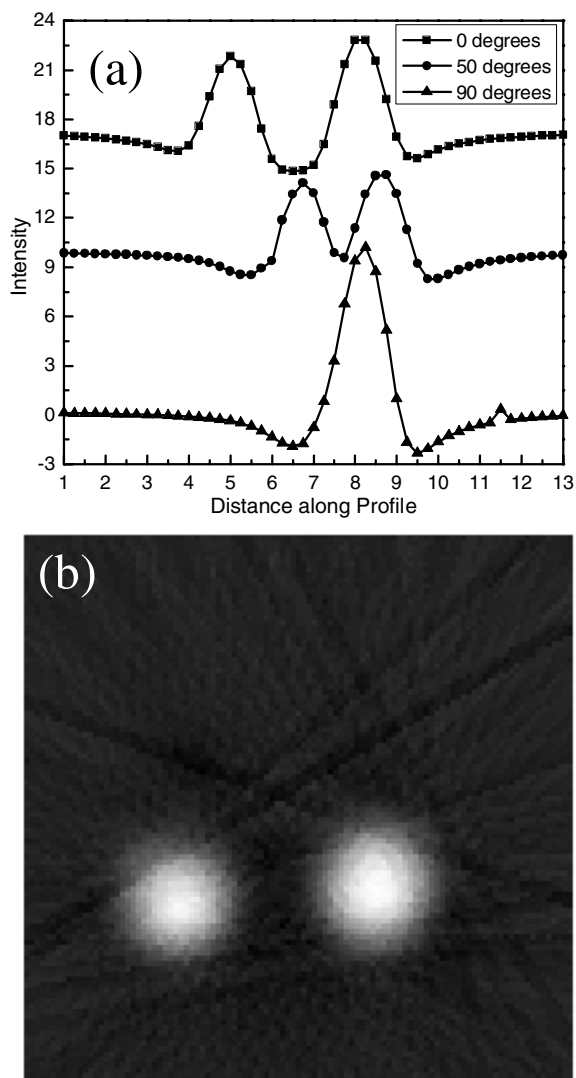 (a)
0 degrees
50 degrees
90 degrees
24
21
18
15
12
9
6
3
0
-3
Intensity
1 2 3 4 5 6 7 8 9 10 11 12 13
Distance along Profile
(b)